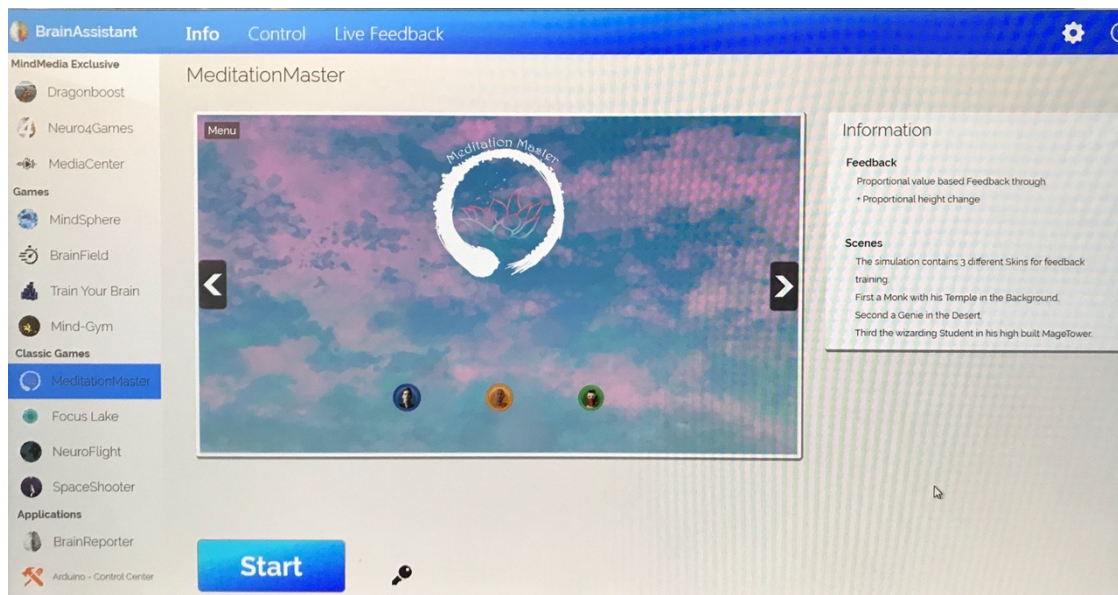 BrainAssistant
Info
Control
Live Feedback
MindMedia Exclusive
Dragonboost
Neuro4Games
MediaCenter
Games
MindSphere
BrainField
Train Your Brain
Mind-Gym
Classic Games
MeditationMaster
Focus Lake
NeuroFlight
SpaceShooter
Applications
BrainReporter
Arduino - Control Center
MeditationMaster
Menu
Meditation Master
Start
Information
Feedback
Proportional value based Feedback through
+ Proportional height change
Scenes
The simulation contains 3 different Skins for feedback
training.
First a Monk with his Temple in the Background.
Second a Genie in the Desert.
Third the wizarding Student in his high built MageTower.